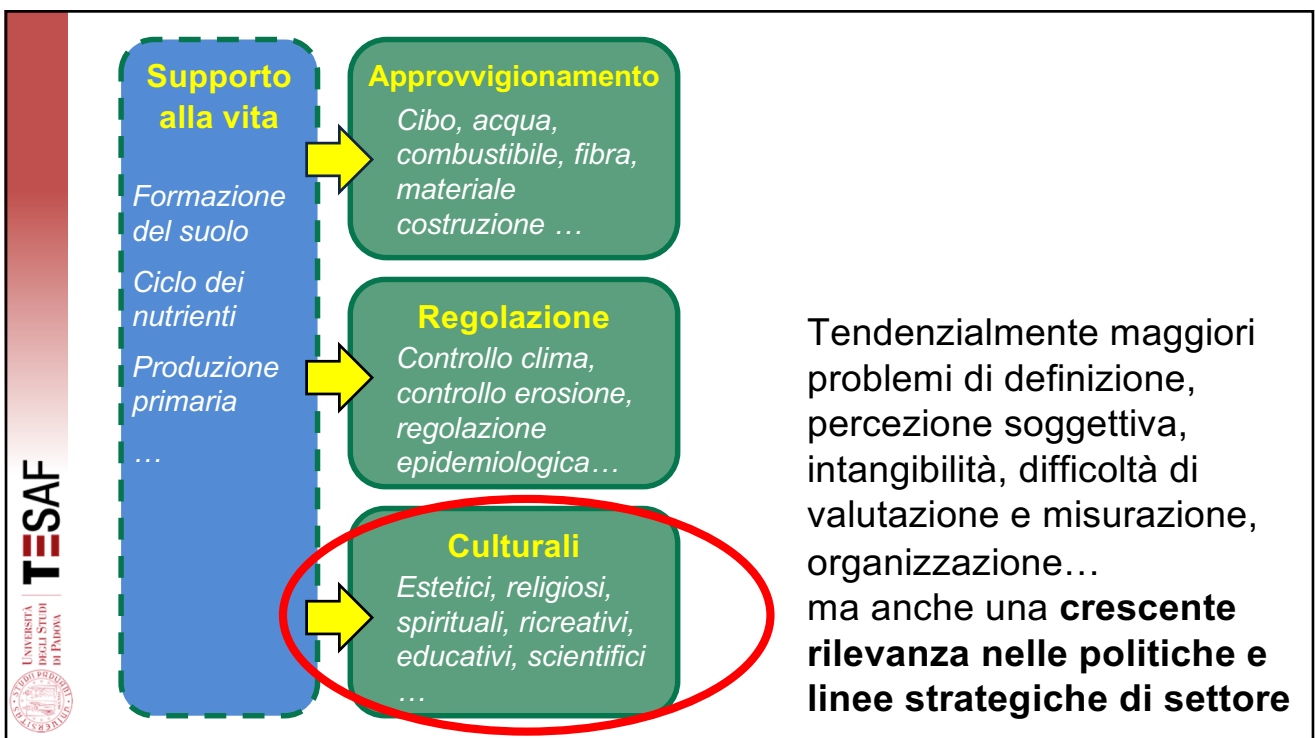 Supporto
alla vita
Formazione
del suolo
Ciclo dei
nutrienti
Produzione
primaria
…
Approvvigionamento
Cibo, acqua,
combustibile, fibra,
materiale
costruzione …
Regolazione
Controllo clima,
controllo erosione,
regolazione
epidemiologica…
Culturali
Estetici, religiosi,
spirituali, ricreativi,
educativi, scientifici
…
Tendenzialmente maggiori
problemi di definizione,
percezione soggettiva,
intangibilità, difficoltà di
valutazione e misurazione,
organizzazione…
ma anche una crescente
rilevanza nelle politiche e
linee strategiche di settore
TESAF
UNIVERSITÀ
DEGLI STUDI
DI PADOVA